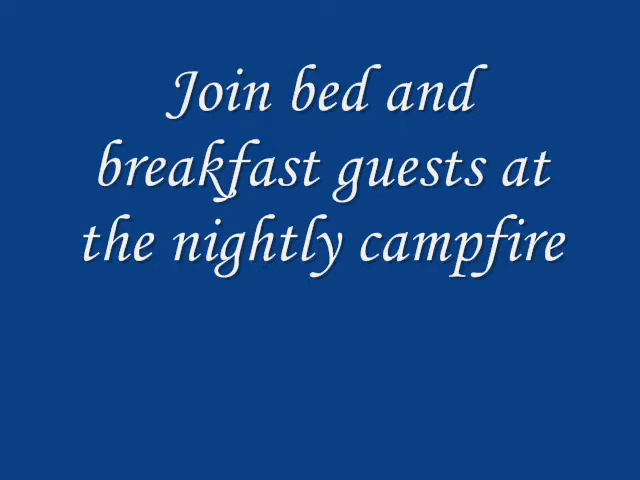 Join bed and
breakfast guests at
the nightly campfire